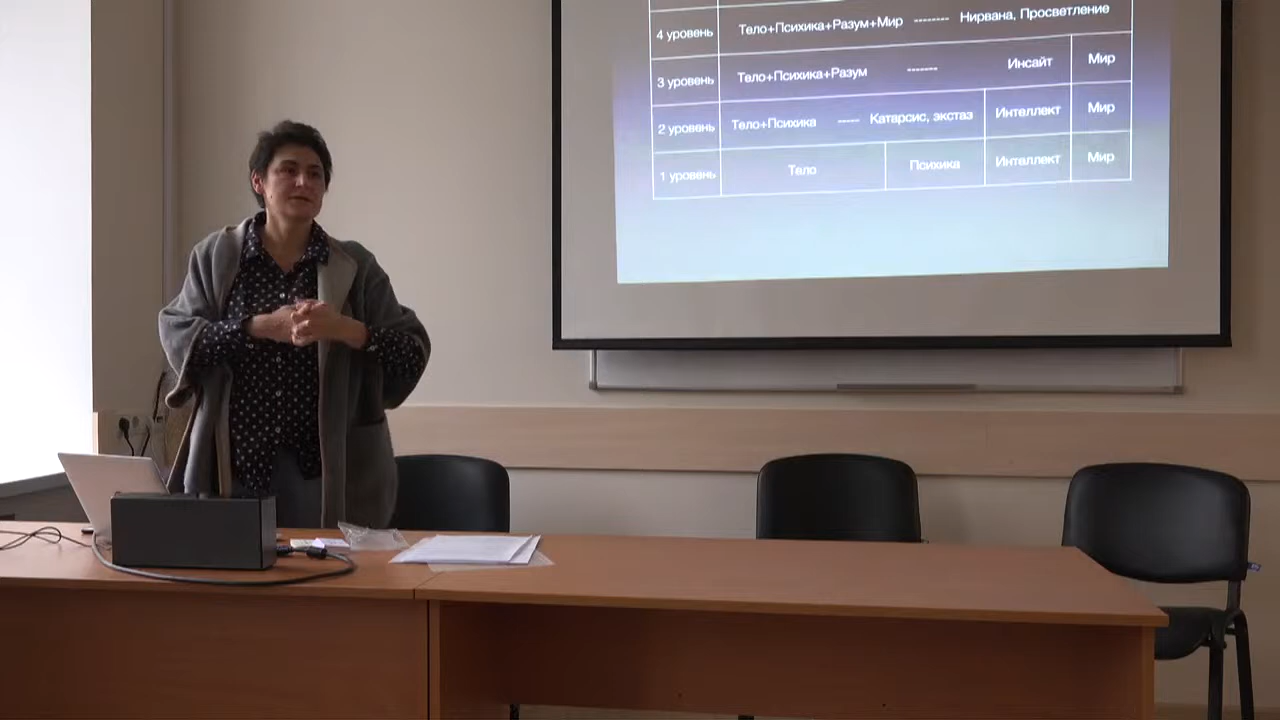 4 уровень Тело+Психика+Разум+Мир -------- Нирвана, Просветление
3 уровень Тело+Психика+Разум ------- Инсайт Мир
2 уровень Тело+Психика ----- Катарсис, экстаз Интеллект Мир
1 уровень Тело Психика Интеллект Мир